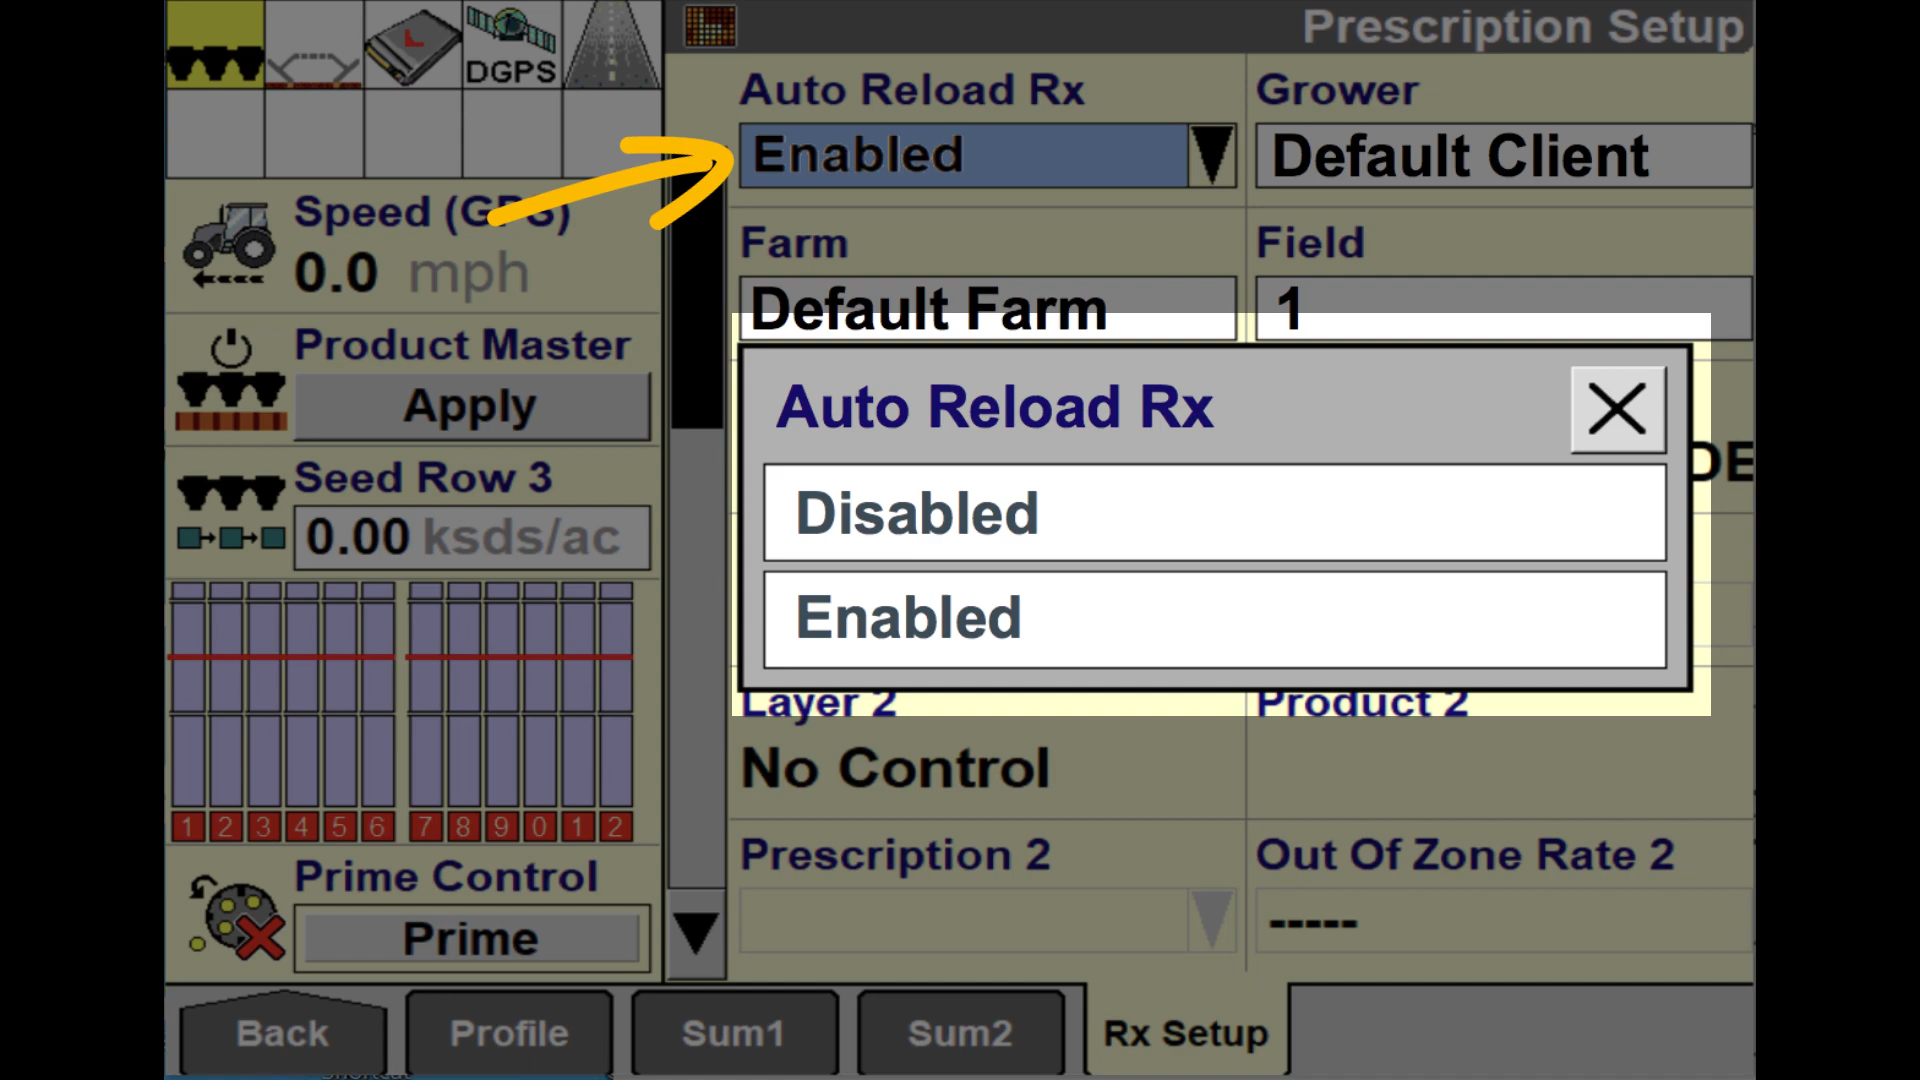 Prescription Setup
DGPS
Auto Reload Rx
Enabled
Grower
Default Client
Speed (GPS)
0.0 mph
Farm
Default Farm
Field
1
Product Master
Apply
Auto Reload Rx
Disabled
Enabled
DE
Seed Row 3
0.00 ksds/ac
1 2 3 4 5 6 7 8 9 0 1 2
Layer 2
No Control
Product 2
Prescription 2
Out Of Zone Rate 2
-----
Prime Control
Prime
Back
Profile
Sum1
Sum2
Rx Setup